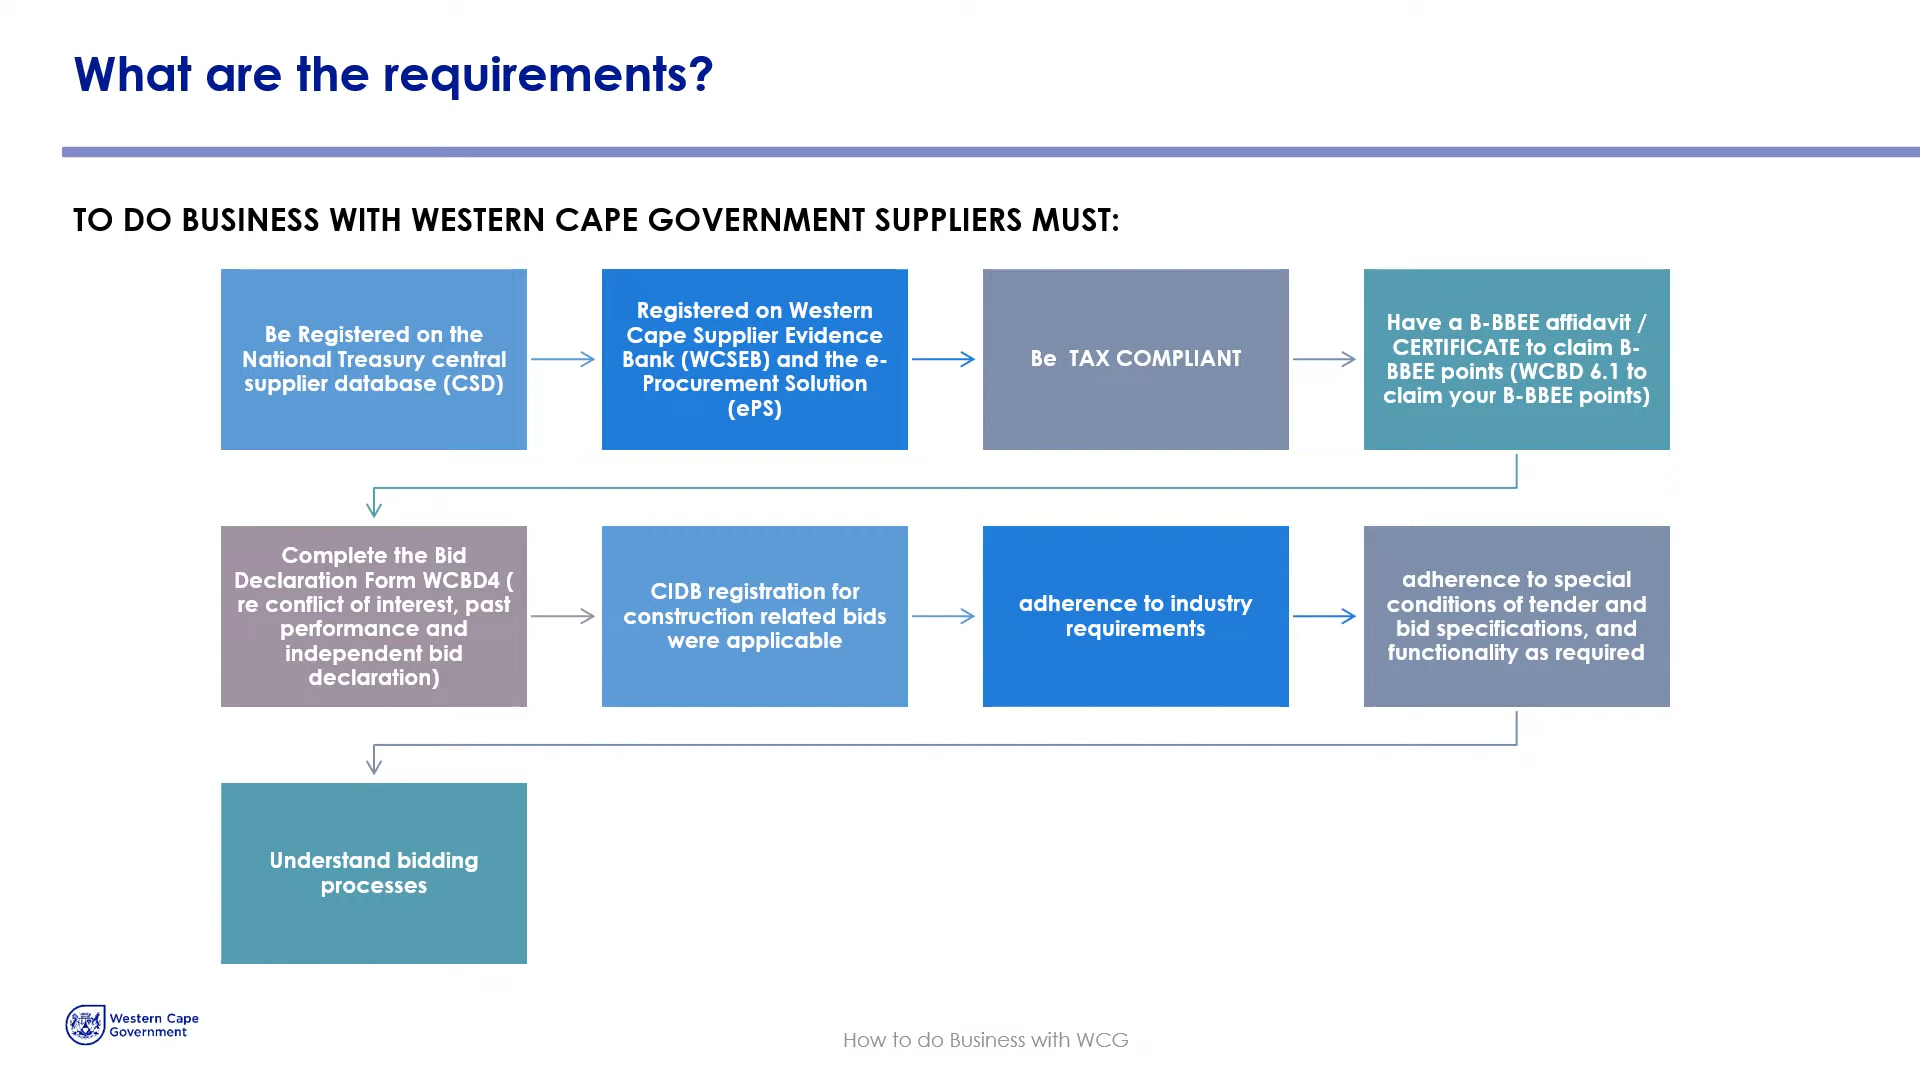 What are the requirements?
TO DO BUSINESS WITH WESTERN CAPE GOVERNMENT SUPPLIERS MUST:
Be Registered on the
National Treasury central
supplier database (CSD)
Registered on Western
Cape Supplier Evidence
Bank (WCSEB) and the e-
Procurement Solution
(ePS)
Be TAX COMPLIANT
Have a B-BBEE affidavit /
CERTIFICATE to claim B-
BBEE points (WCBD 6.1 to
claim your B-BBEE points)
Complete the Bid
Declaration Form WCBD4 (
re conflict of interest, past
performance and
independent bid
declaration)
CIDB registration for
construction related bids
were applicable
adherence to industry
requirements
adherence to special
conditions of tender and
bid specifications, and
functionality as required
Understand bidding
processes
Western Cape
Government
How to do Business with WCG